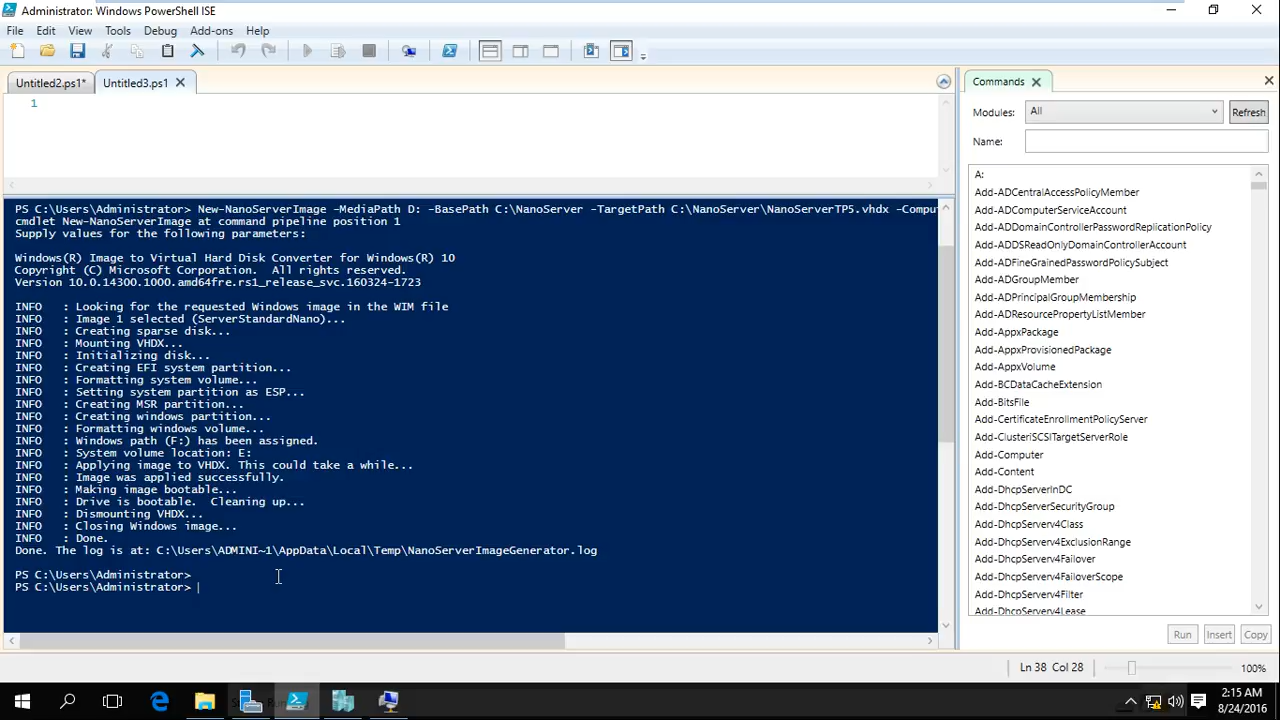 Administrator: Windows PowerShell ISE
File Edit View Tools Debug Add-ons Help
Untitled2.ps1* Untitled3.ps1
1
PS C:\Users\Administrator> New-NanoServerImage -MediaPath D: -BasePath C:\NanoServer -TargetPath C:\NanoServer\NanoServerTP5.vhdx -Comput
cmdlet New-NanoServerImage at command pipeline position 1
Supply values for the following parameters:
Windows(R) Image to Virtual Hard Disk Converter for Windows(R) 10
Copyright (C) Microsoft Corporation.  All rights reserved.
Version 10.0.14300.1000.amd64fre.rs1_release_svc.160324-1723
INFO   : Looking for the requested Windows image in the WIM file
INFO   : Image 1 selected (ServerStandardNano)...
INFO   : Creating sparse disk...
INFO   : Mounting VHDX...
INFO   : Initializing disk...
INFO   : Creating EFI system partition...
INFO   : Formatting system volume...
INFO   : Setting system partition as ESP...
INFO   : Creating MSR partition...
INFO   : Creating windows partition...
INFO   : Formatting windows volume...
INFO   : Windows path (F:) has been assigned.
INFO   : System volume location: E:
INFO   : Applying image to VHDX. This could take a while...
INFO   : Image was applied successfully.
INFO   : Making image bootable...
INFO   : Drive is bootable.  Cleaning up...
INFO   : Dismounting VHDX...
INFO   : Closing Windows image...
INFO   : Done.
Done. The log is at: C:\Users\ADMINI~1\AppData\Local\Temp\NanoServerImageGenerator.log
PS C:\Users\Administrator>
PS C:\Users\Administrator>
Commands
Modules: All Refresh
Name:
A:
Add-ADCentralAccessPolicyMember
Add-ADComputerServiceAccount
Add-ADDomainControllerPasswordReplicationPolicy
Add-ADDSReadOnlyDomainControllerAccount
Add-ADFineGrainedPasswordPolicySubject
Add-ADGroupMember
Add-ADPrincipalGroupMembership
Add-ADResourcePropertyListMember
Add-AppxPackage
Add-AppxProvisionedPackage
Add-AppxVolume
Add-BCDataCacheExtension
Add-BitsFile
Add-CertificateEnrollmentPolicyServer
Add-ClusteriSCSITargetServerRole
Add-Computer
Add-Content
Add-DhcpServerInDC
Add-DhcpServerSecurityGroup
Add-DhcpServerv4Class
Add-DhcpServerv4ExclusionRange
Add-DhcpServerv4Failover
Add-DhcpServerv4FailoverScope
Add-DhcpServerv4Filter
Add-DhcpServerv4Lease
Run Insert Copy
Ln 38 Col 28 100%
2:15 AM
8/24/2016